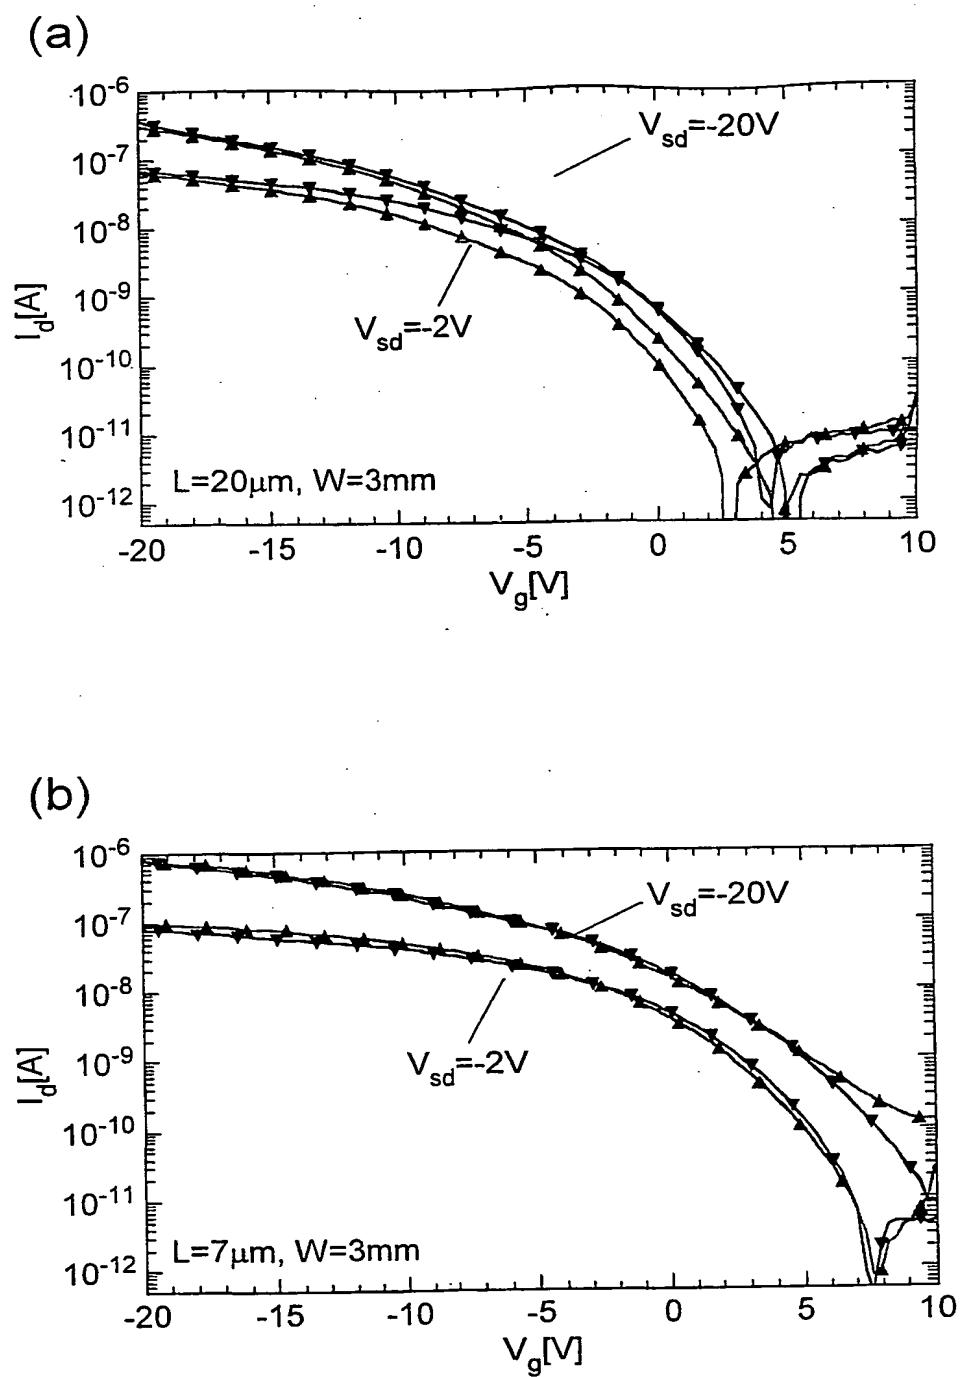 (a)
10-6
10-7
10-8
10-9
10-10
10-11
10-12
Id[A]
Vsd=-20V
Vsd=-2V
L=20μm, W=3mm
-20 -15 -10 -5 0 5 10
Vg[V]
(b)
10-6
10-7
10-8
10-9
10-10
10-11
10-12
Id[A]
Vsd=-20V
Vsd=-2V
L=7μm, W=3mm
-20 -15 -10 -5 0 5 10
Vg[V]